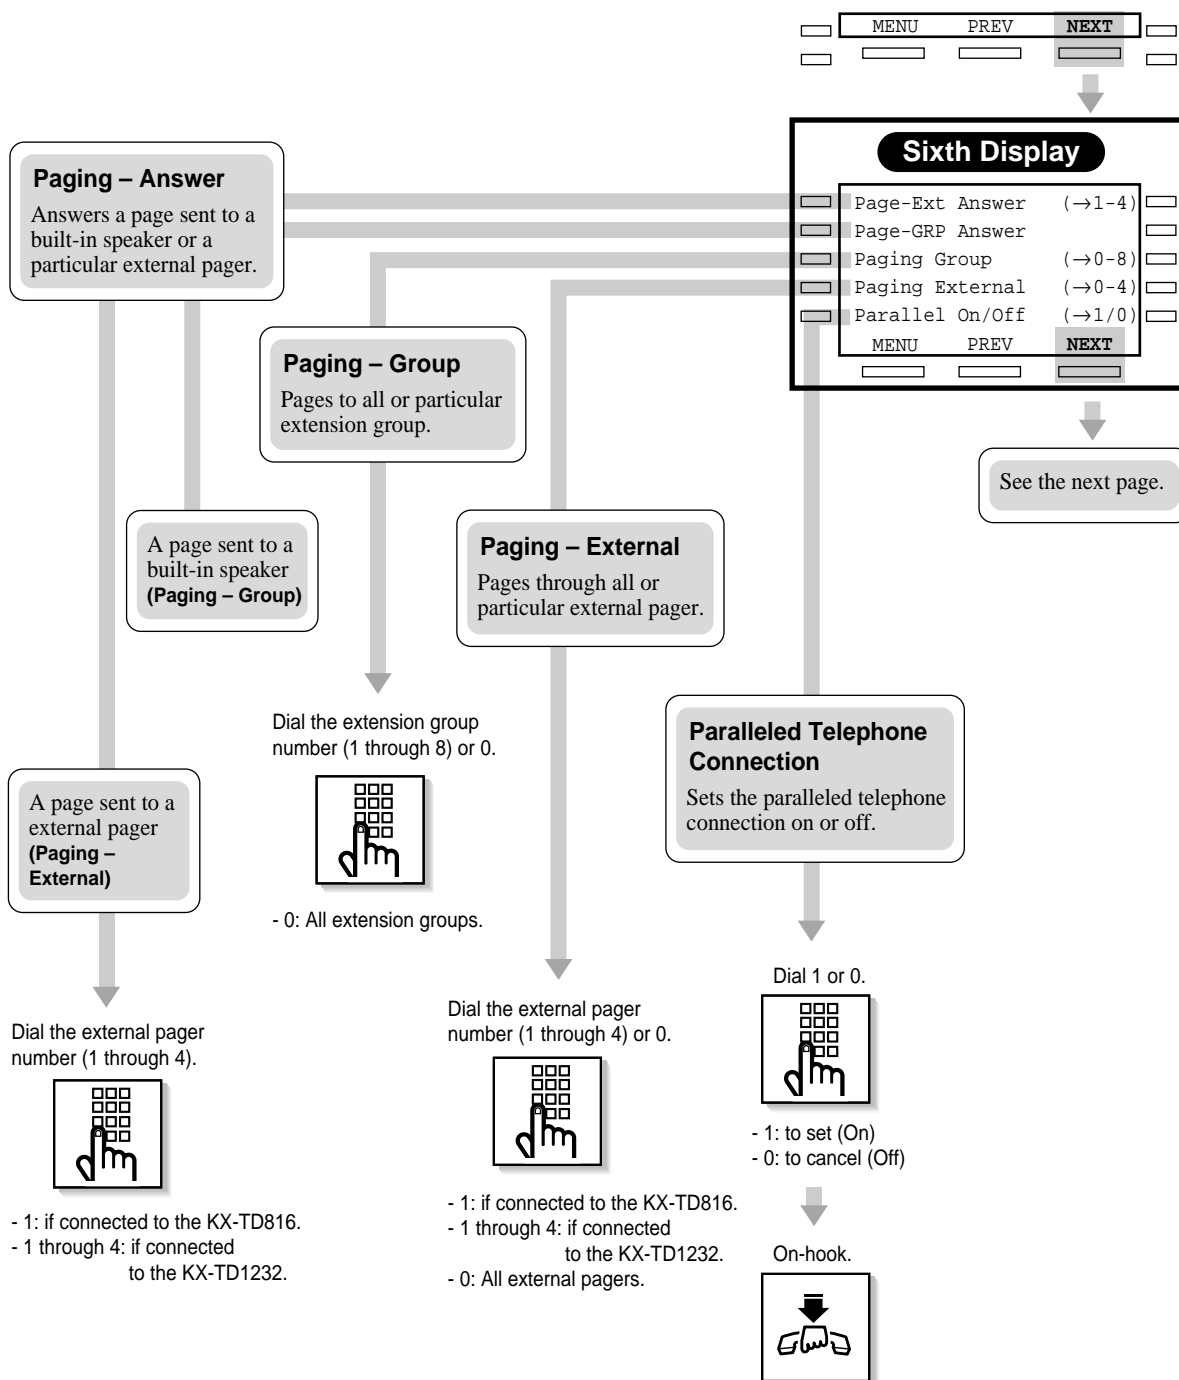 MENU PREV NEXT
Sixth Display
Page-Ext Answer (→1-4)
Page-GRP Answer
Paging Group (→0-8)
Paging External (→0-4)
Parallel On/Off (→1/0)
MENU PREV NEXT
See the next page.
Paging – Answer
Answers a page sent to a
built-in speaker or a
particular external pager.
Paging – Group
Pages to all or particular
extension group.
A page sent to a
built-in speaker
(Paging – Group)
Paging – External
Pages through all or
particular external pager.
Paralleled Telephone
Connection
Sets the paralleled telephone
connection on or off.
A page sent to a
external pager
(Paging –
External)
Dial the extension group
number (1 through 8) or 0.
- 0: All extension groups.
Dial the external pager
number (1 through 4).
- 1: if connected to the KX-TD816.
- 1 through 4: if connected
to the KX-TD1232.
Dial the external pager
number (1 through 4) or 0.
- 1: if connected to the KX-TD816.
- 1 through 4: if connected
to the KX-TD1232.
- 0: All external pagers.
Dial 1 or 0.
- 1: to set (On)
- 0: to cancel (Off)
On-hook.